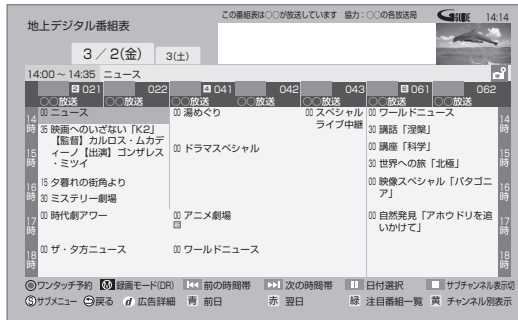 この番組表は○○が放送しています 協力：○○の各放送局 G GUIDE 14:14
地上デジタル番組表
3／2(金) 3(土)
14:00～14:35 ニュース
2 021 022 4 041 042 043 6 061 062
○○放送 ○○放送 ○○放送 ○○放送 ○○放送 ○○放送 ○○放送
14時 15時 16時 17時 18時
00 ニュース
35 映画へのいざない「K2」
【監督】カルロス・ムカデ
ィーノ【出演】ゴンザレス
・ミツイ
15 夕暮れの街角より
30 ミステリー劇場
00 時代劇アワー
00 ザ・夕方ニュース
00 湯めぐり
00 ドラマスペシャル
00 アニメ劇場
00 ワールドニュース
00 スペシャル
ライブ中継
00 ワールドニュース
30 講話「涅槃」
00 講座「科学」
30 世界への旅「北極」
00 映像スペシャル「パタゴニ
ア」
00 自然発見「アホウドリを追
いかけて」
ワンタッチ予約 W 録画モード(DR) 前の時間帯 次の時間帯 日付選択 サブチャンネル表示切
S サブメニュー 戻る d 広告詳細 青 前日 赤 翌日 緑 注目番組一覧 黄 チャンネル別表示